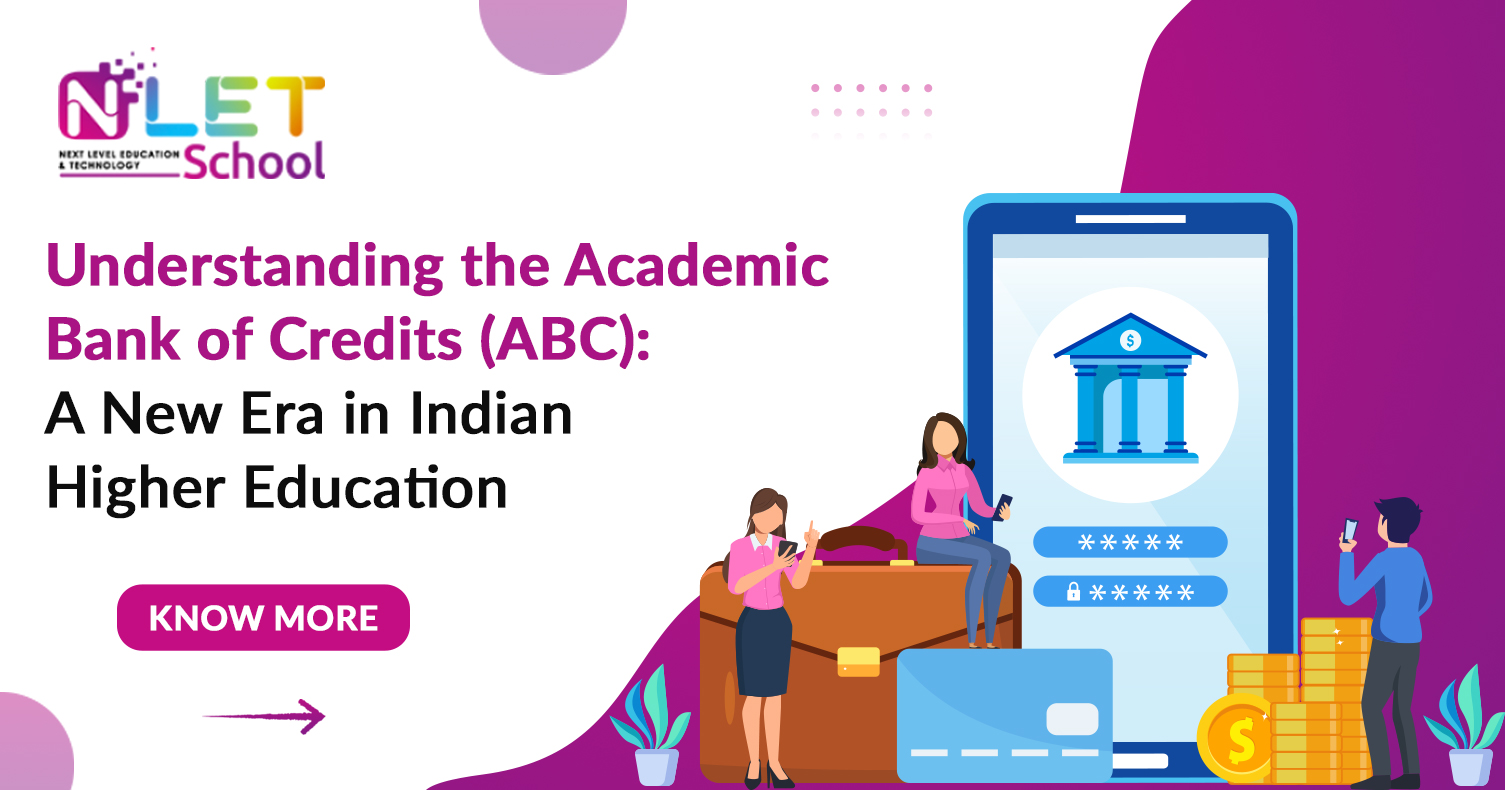 NLET
NEXT LEVEL EDUCATION
& TECHNOLOGY
School
Understanding the Academic
Bank of Credits (ABC):
A New Era in Indian
Higher Education
KNOW MORE
$
*****
*****
$